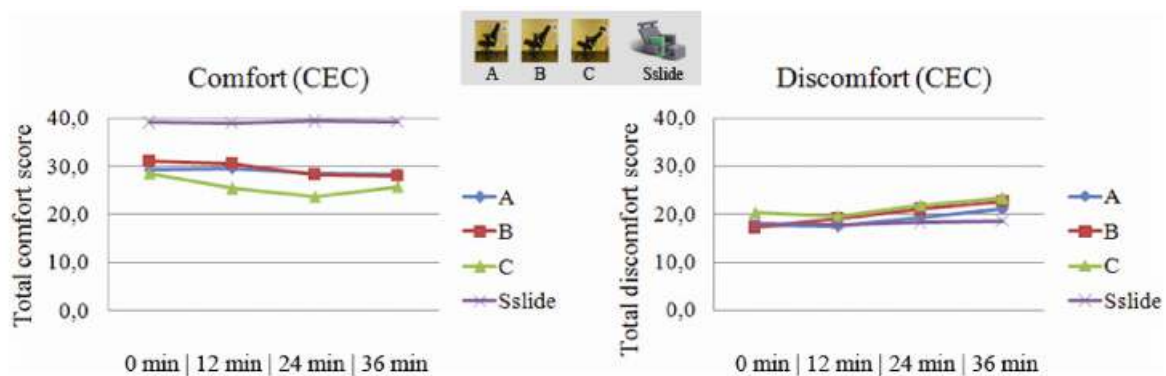 A B C Sslide
Comfort (CEC)
Total comfort score
40,0
30,0
20,0
10,0
0,0
A
B
C
Sslide
0 min | 12 min | 24 min | 36 min
Discomfort (CEC)
Total discomfort score
40,0
30,0
20,0
10,0
0,0
A
B
C
Sslide
0 min | 12 min | 24 min | 36 min